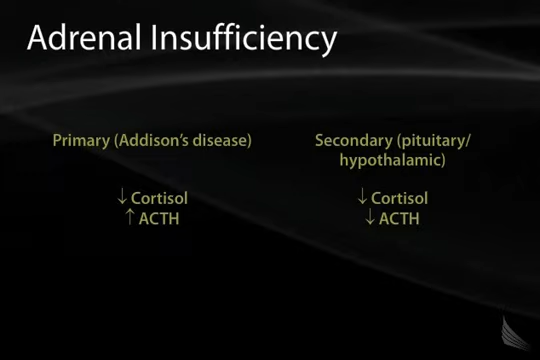 Adrenal Insufficiency
Primary (Addison's disease)
↓ Cortisol
↑ ACTH
Secondary (pituitary/
hypothalamic)
↓ Cortisol
↓ ACTH